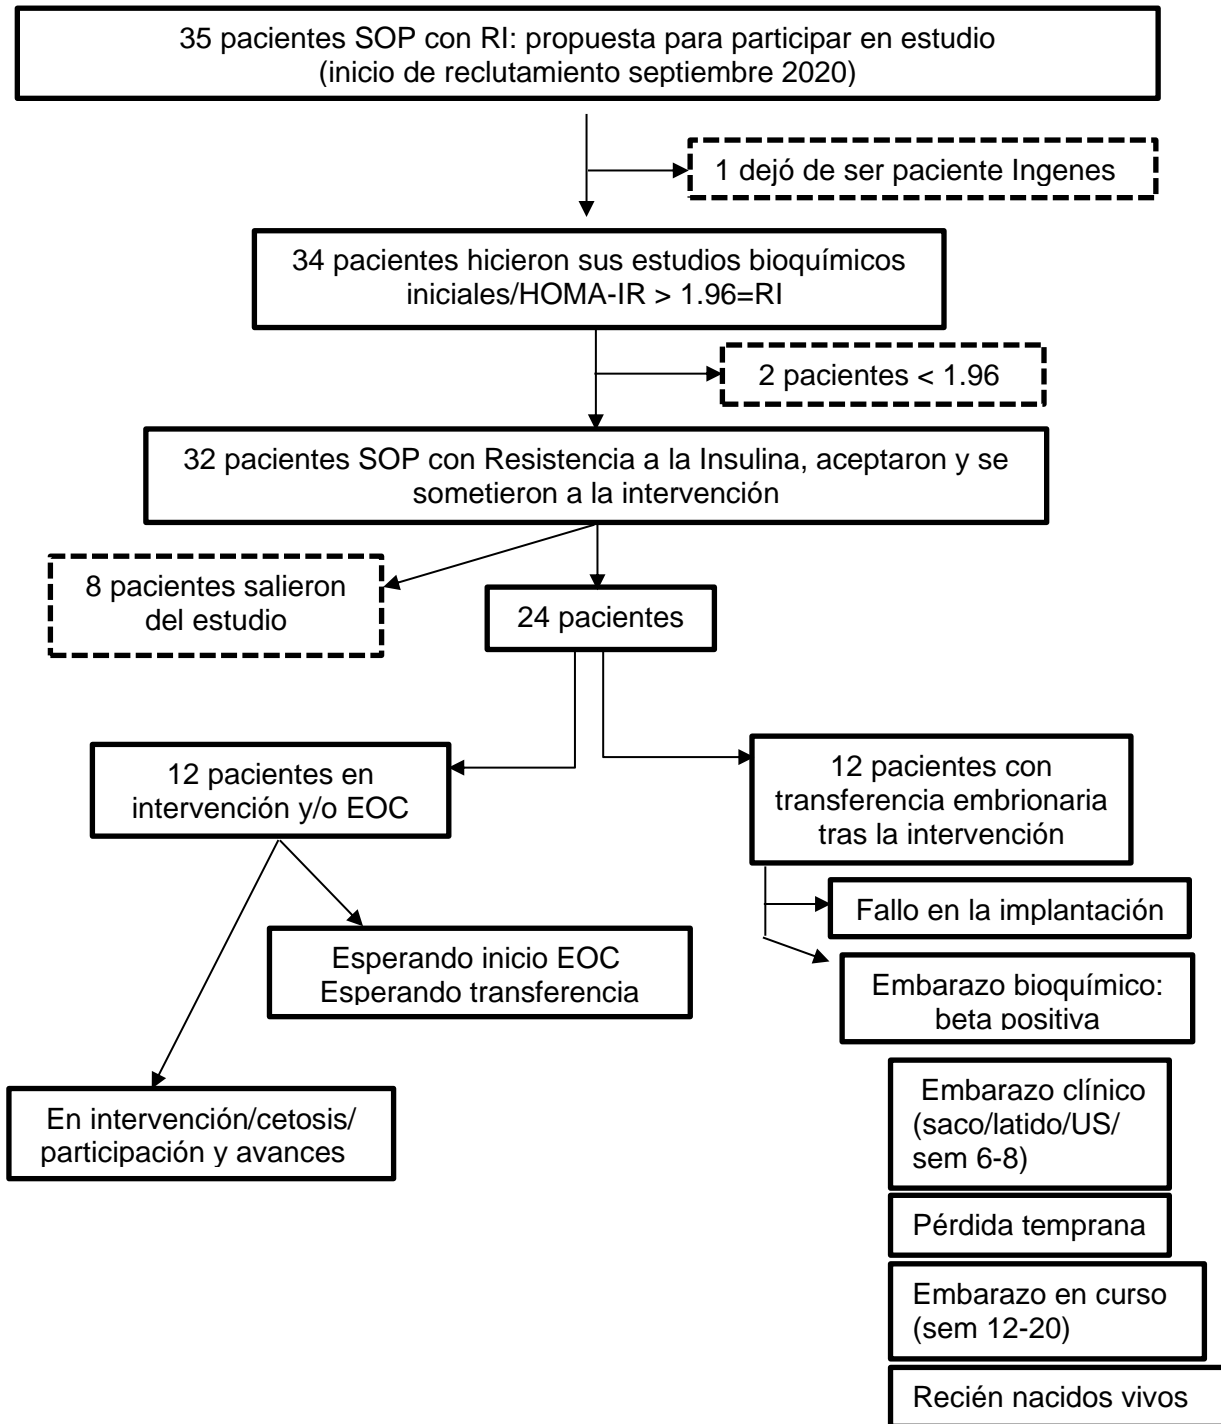 35 pacientes SOP con RI: propuesta para participar en estudio
(inicio de reclutamiento septiembre 2020)
1 dejó de ser paciente Ingenes
34 pacientes hicieron sus estudios bioquímicos
iniciales/HOMA-IR > 1.96=RI
2 pacientes < 1.96
32 pacientes SOP con Resistencia a la Insulina, aceptaron y se
sometieron a la intervención
8 pacientes salieron
del estudio
24 pacientes
12 pacientes en
intervención y/o EOC
12 pacientes con
transferencia embrionaria
tras la intervención
Fallo en la implantación
Esperando inicio EOC
Esperando transferencia
Embarazo bioquímico:
beta positiva
En intervención/cetosis/
participación y avances
Embarazo clínico
(saco/latido/US/
sem 6-8)
Pérdida temprana
Embarazo en curso
(sem 12-20)
Recién nacidos vivos